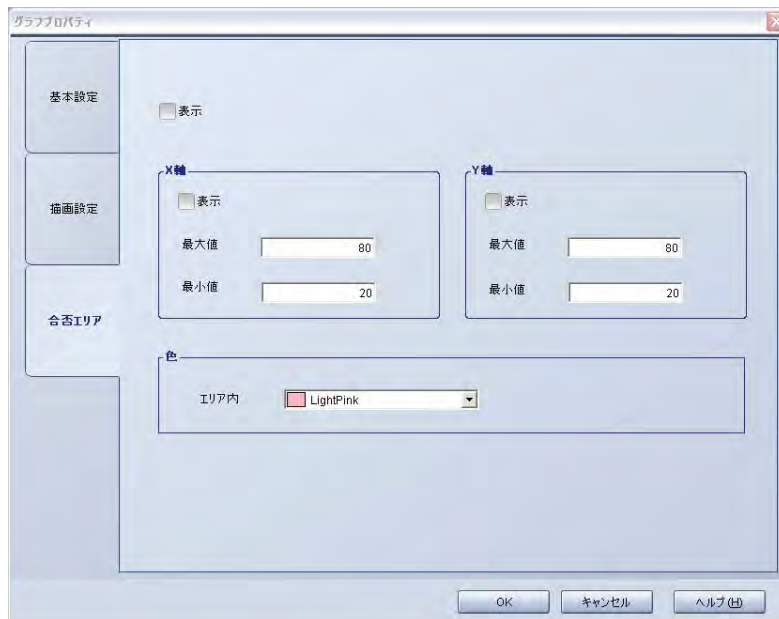 グラフプロパティ
基本設定
描画設定
合否エリア
表示
X軸
表示
最大値 80
最小値 20
Y軸
表示
最大値 80
最小値 20
色
エリア内 LightPink
OK キャンセル ヘルプ(H)